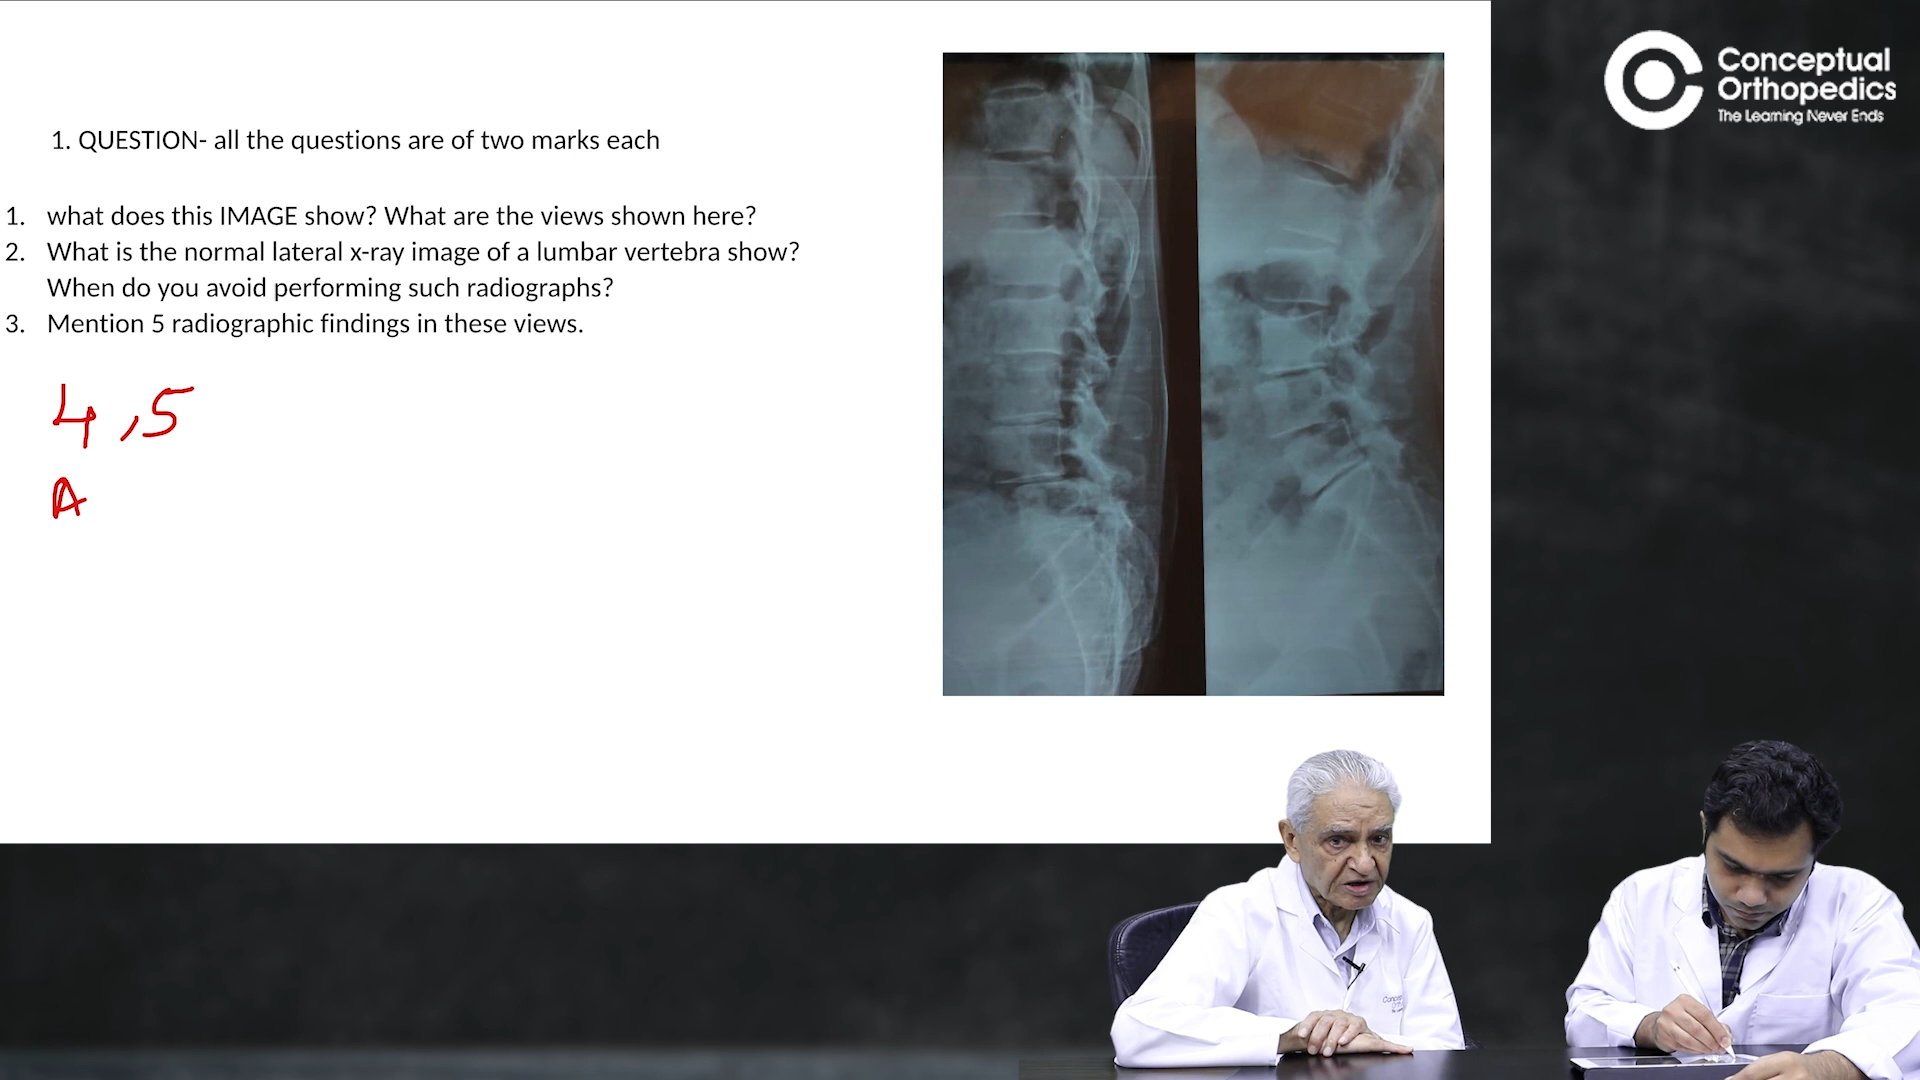 1. QUESTION- all the questions are of two marks each
1. what does this IMAGE show? What are the views shown here?
2. What is the normal lateral x-ray image of a lumbar vertebra show?
When do you avoid performing such radiographs?
3. Mention 5 radiographic findings in these views.
4,5
A
Conceptual
Orthopedics
The Learning Never Ends